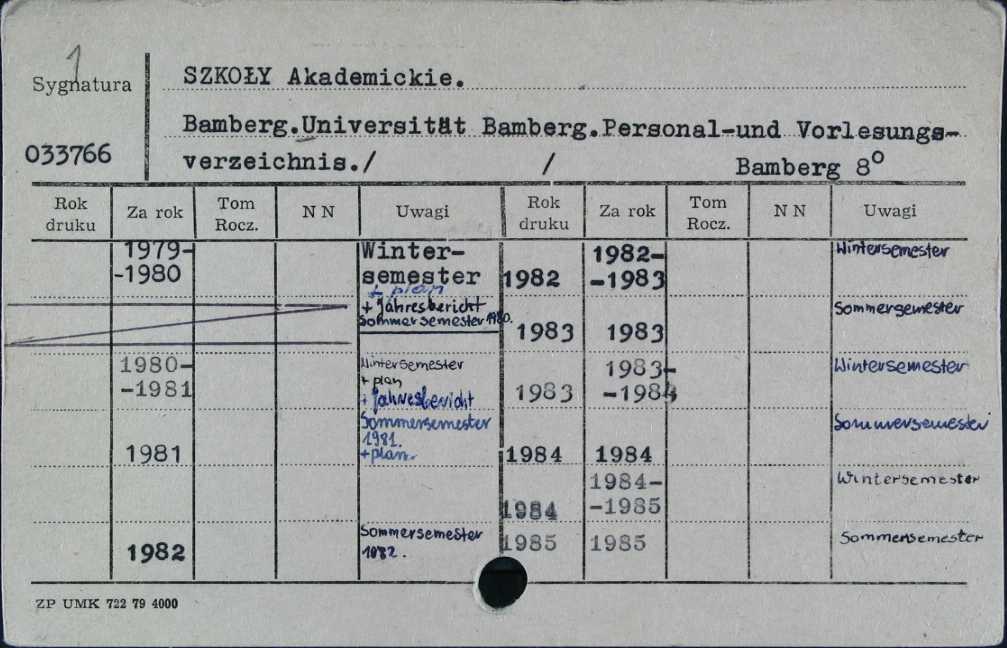 1
Sygnatura
033766
SZKOŁY Akademickie.
Bamberg.Universität Bamberg.Personal-und Vorlesungs-
verzeichnis./ / Bamberg 8°
Rok druku Za rok Tom Rocz. N N Uwagi Rok druku Za rok Tom Rocz. N N Uwagi
1979-
-1980
Winter-
semester
+ plan
+ Jahresbericht
Sommersemester 1980.
1980-
-1981
Wintersemester
+ plan
+ Jahresbericht
1981
Sommersemester
1981.
+plan.
1982
Sommersemester
1982.
1982 1982-
-1983 Wintersemester
1983 1983 Sommersemester
1983 1983-
-1984 Wintersemester
1984 1984 Sommersemester
1984 1984-
-1985 Wintersemester
1985 1985 Sommersemester
ZP UMK 722 79 4000